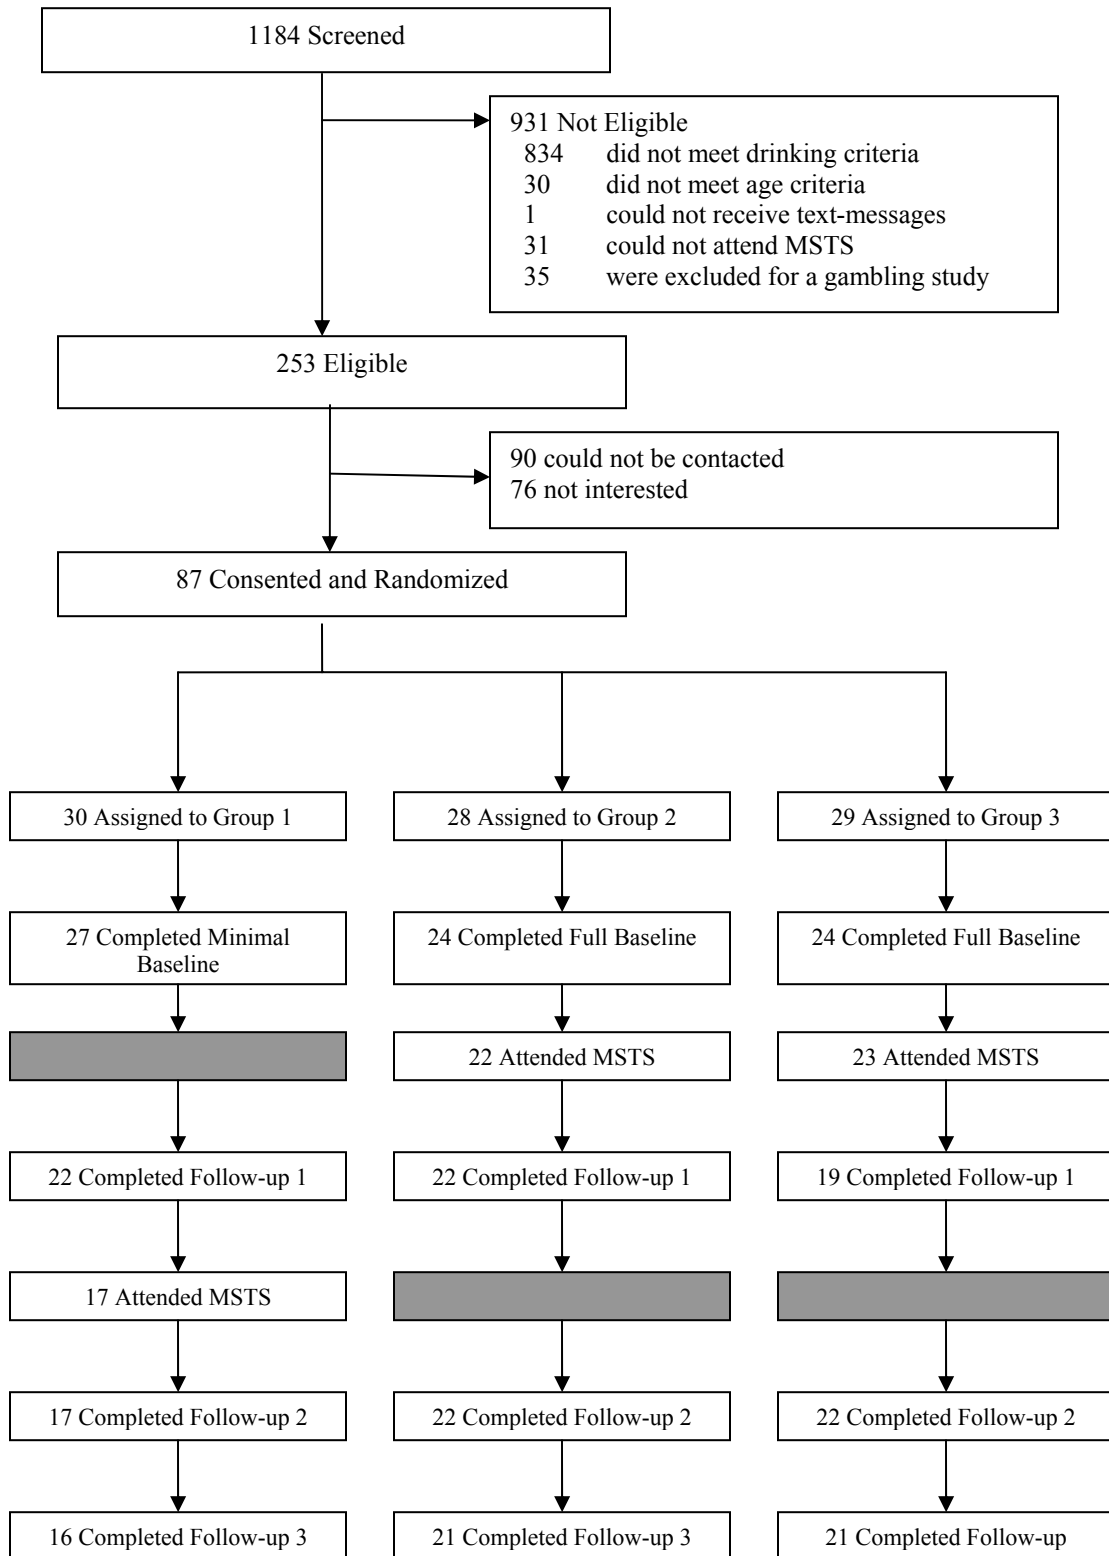 1184 Screened
931 Not Eligible
834 did not meet drinking criteria
30 did not meet age criteria
1 could not receive text-messages
31 could not attend MSTS
35 were excluded for a gambling study
253 Eligible
90 could not be contacted
76 not interested
87 Consented and Randomized
30 Assigned to Group 1
28 Assigned to Group 2
29 Assigned to Group 3
27 Completed Minimal
Baseline
24 Completed Full Baseline
24 Completed Full Baseline
22 Attended MSTS
23 Attended MSTS
22 Completed Follow-up 1
22 Completed Follow-up 1
19 Completed Follow-up 1
17 Attended MSTS
17 Completed Follow-up 2
22 Completed Follow-up 2
22 Completed Follow-up 2
16 Completed Follow-up 3
21 Completed Follow-up 3
21 Completed Follow-up